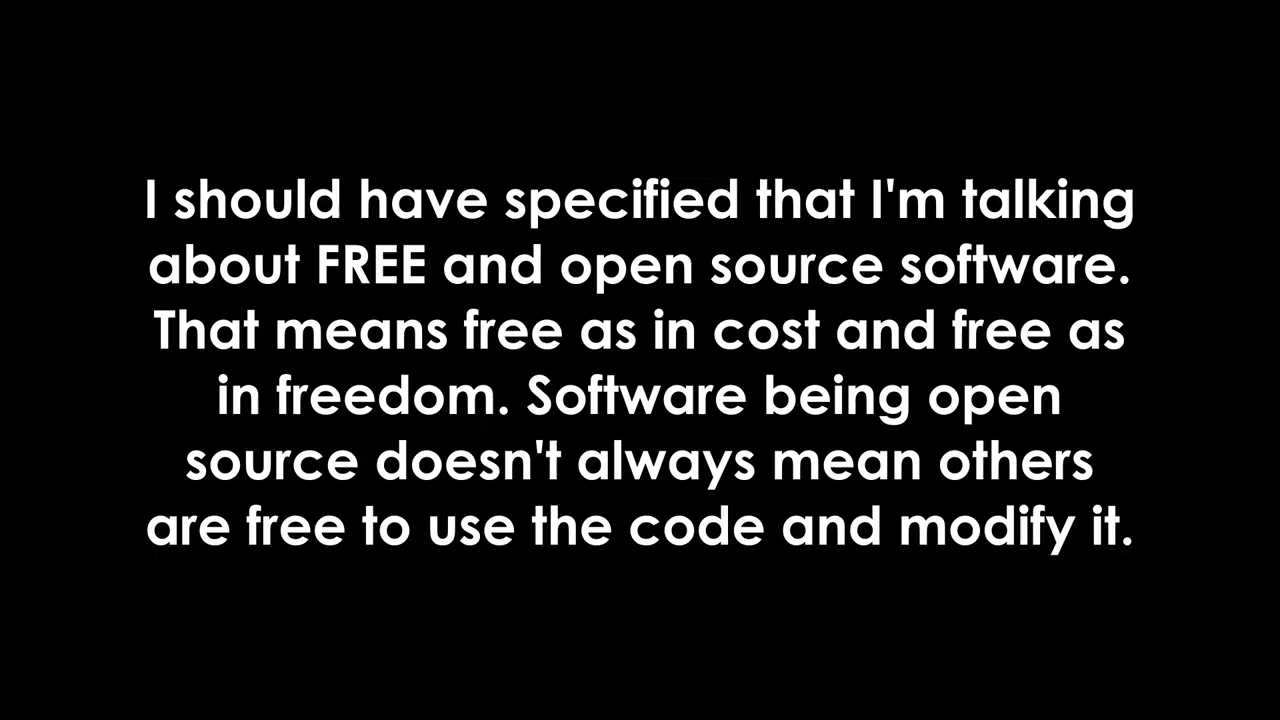 I should have specified that I'm talking
about FREE and open source software.
That means free as in cost and free as
in freedom. Software being open
source doesn't always mean others
are free to use the code and modify it.